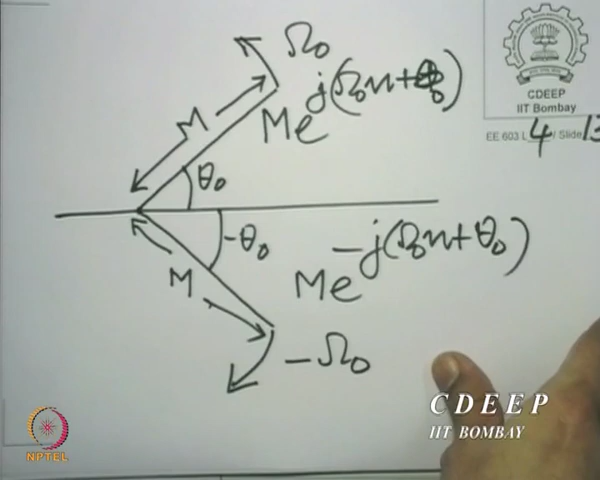 Ω₀
M
Me^{j(Ω₀n+θ₀)}
θ₀
-θ₀
M
Me^{-j(Ω₀n+θ₀)}
-Ω₀
CDEEP
IIT Bombay
EE 603 L 4 / Slide 13
CDEEP
IIT BOMBAY
NPTEL